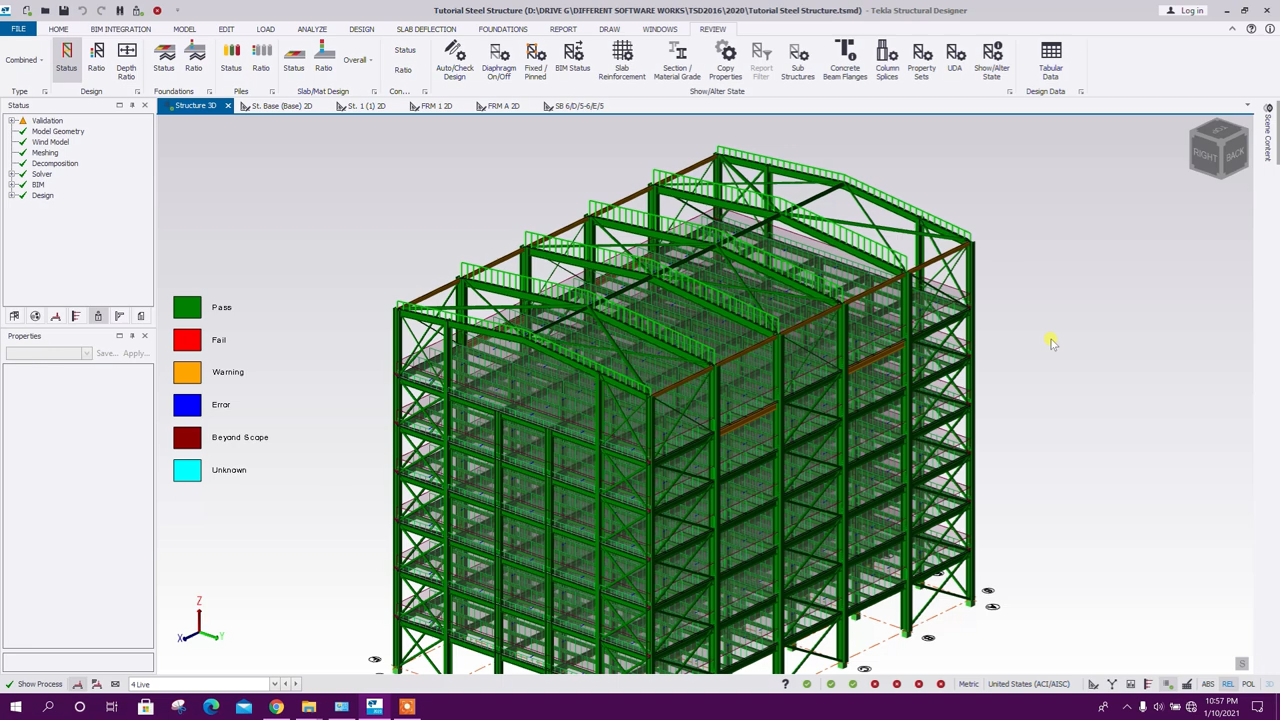 Tutorial Steel Structure (D:\DRIVE G\DIFFERENT SOFTWARE WORKS\TSD2016\2020\Tutorial Steel Structure.tsmd) - Tekla Structural Designer
Log in
FILE HOME BIM INTEGRATION MODEL EDIT LOAD ANALYZE DESIGN SLAB DEFLECTION FOUNDATIONS REPORT DRAW WINDOWS REVIEW
Combined Status Ratio Depth Ratio Status Ratio Status Ratio Status Ratio Overall Status Ratio Auto/Check Design Diaphragm On/Off Fixed / Pinned BIM Status Slab Reinforcement Section / Material Grade Copy Properties Report Filter Sub Structures Concrete Beam Flanges Column Splices Property Sets UDA Show/Alter State Tabular Data
Type Design Foundations Piles Slab/Mat Design Con... Show/Alter State Design Data
Status
Structure 3D St. Base (Base) 2D St. 1 (1) 2D FRM 1 2D FRM A 2D SB 6/D/5-6/E/5
Scene Content
Validation
Model Geometry
Wind Model
Meshing
Decomposition
Solver
BIM
Design
RIGHT BACK
Pass
Fail
Warning
Error
Beyond Scope
Unknown
Properties
Save... Apply...
Z
X Y
S
Show Process 4 Live ? Metric United States (ACI/AISC) ABS REL POL 3D
10:57 PM
1/10/2021